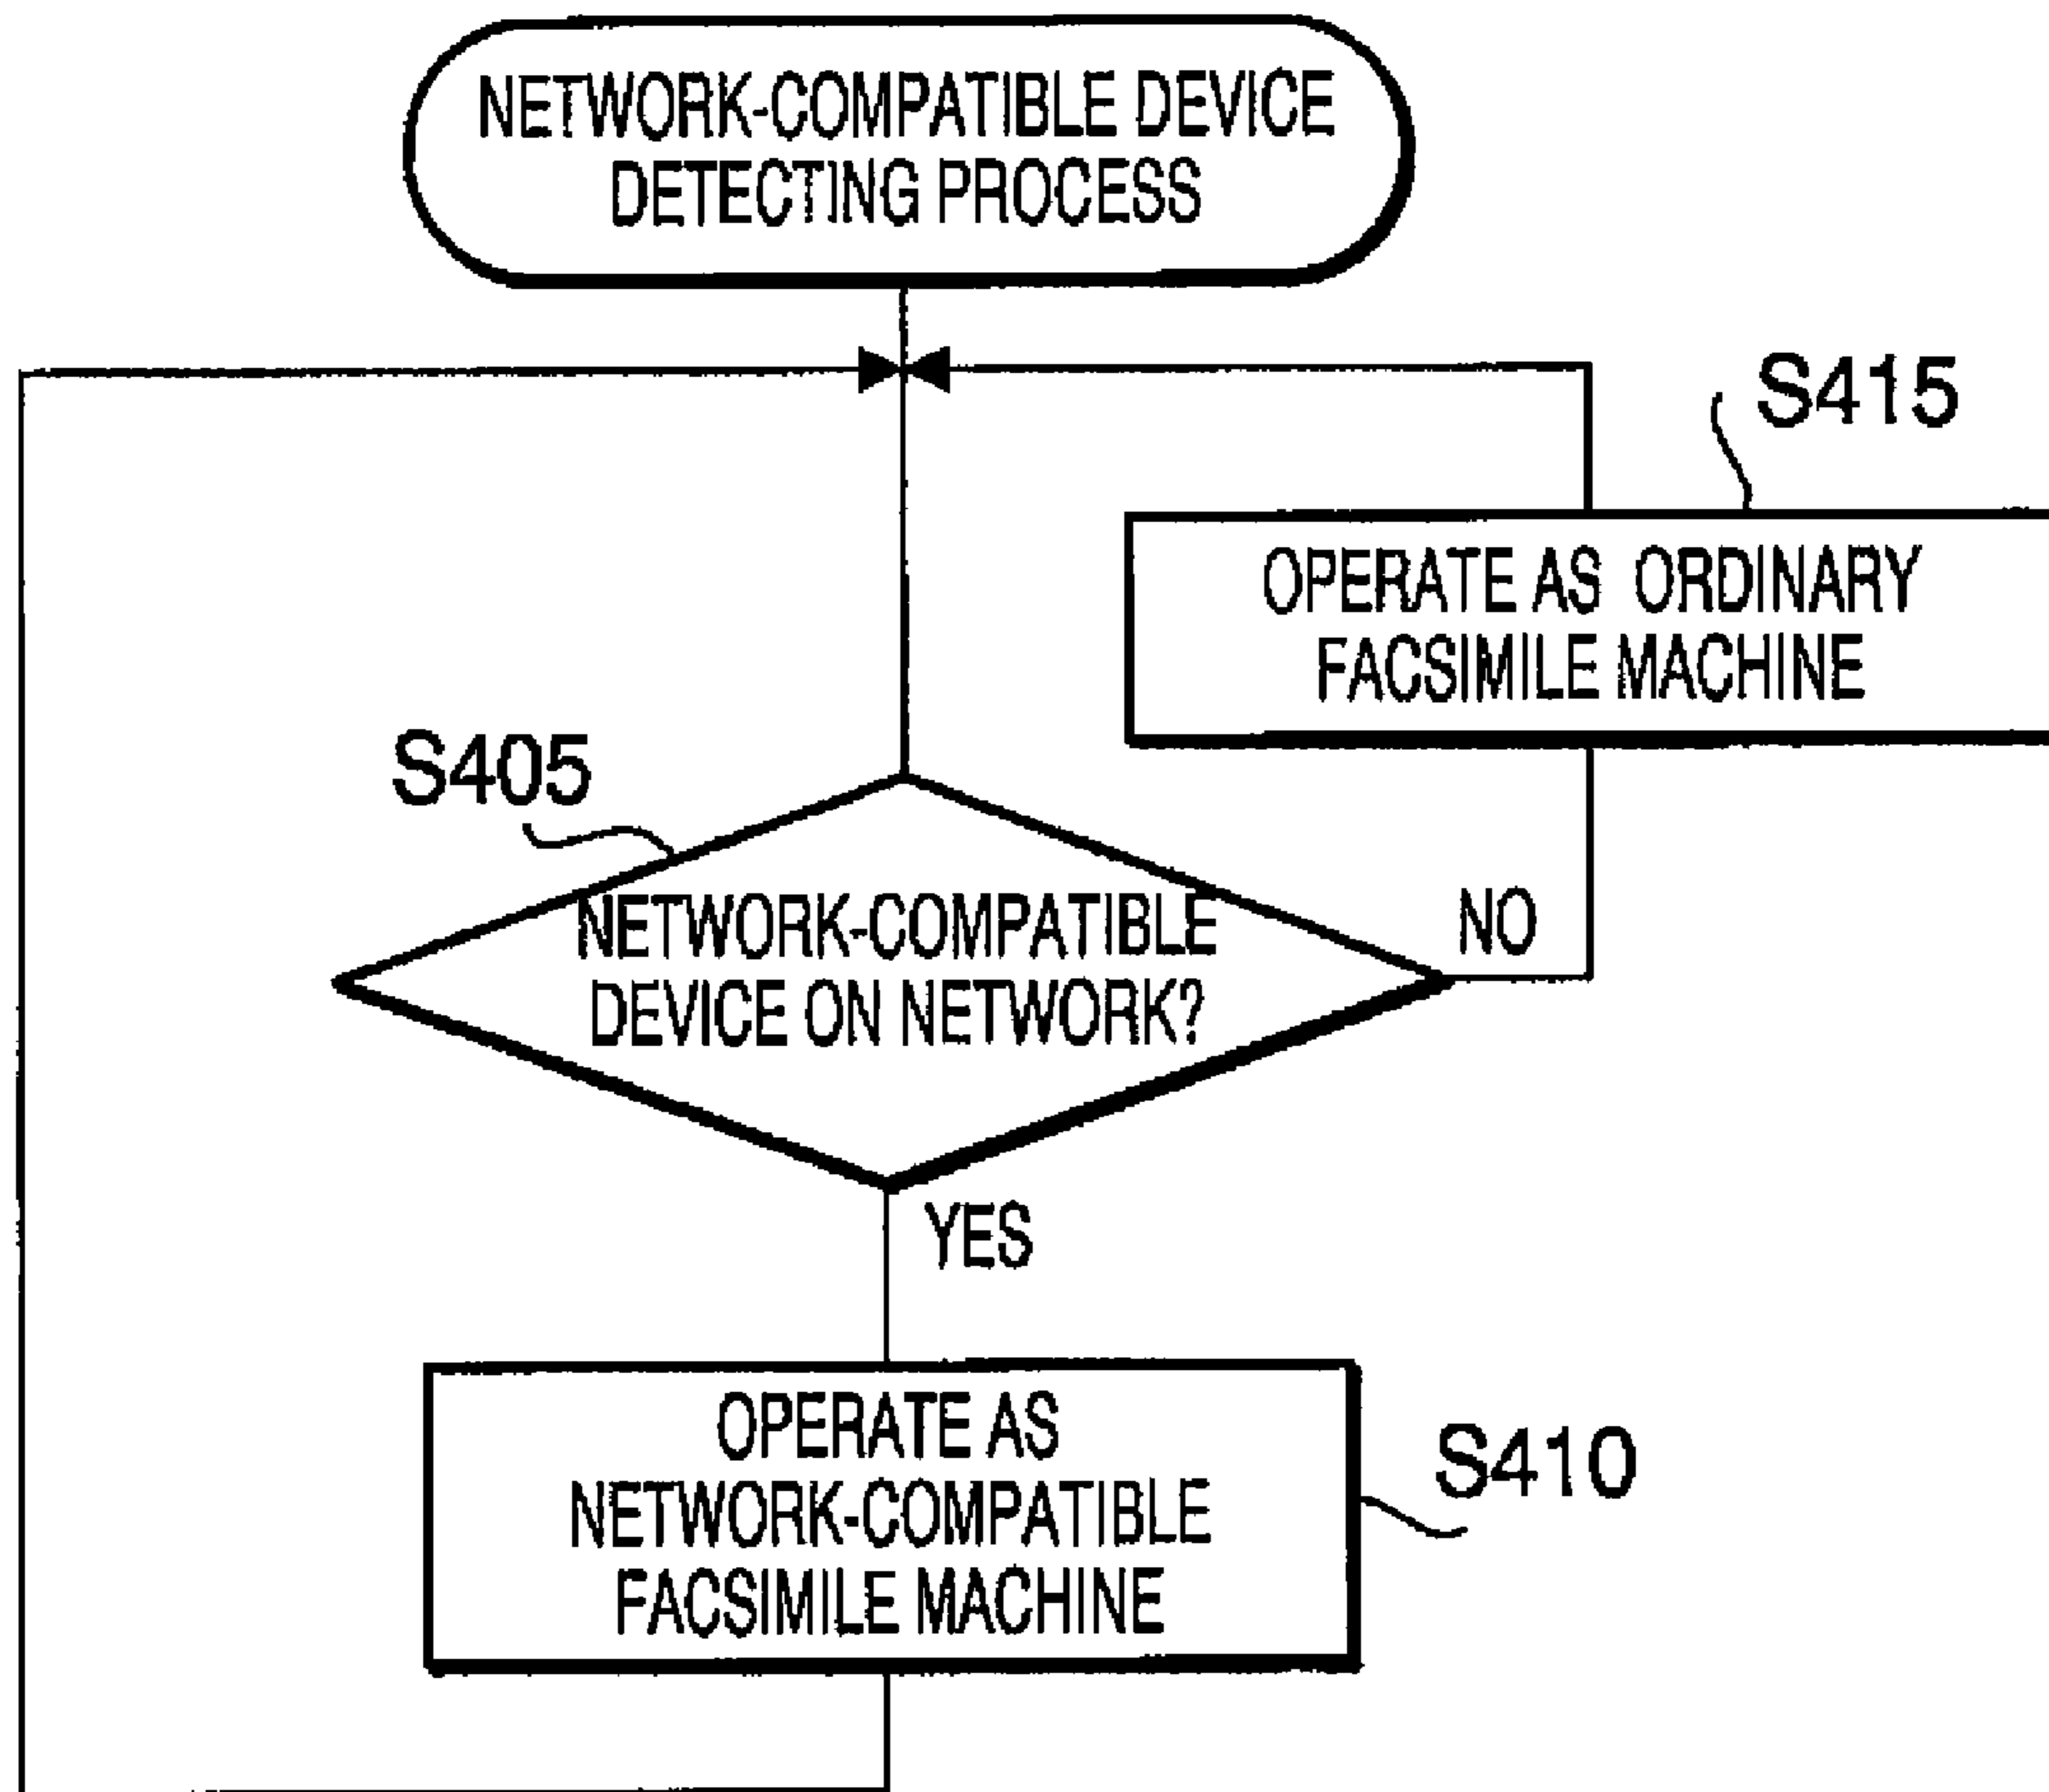 NETWORK-COMPATIBLE DEVICE
DETECTING PROCESS
S415
OPERATE AS ORDINARY
FACSIMILE MACHINE
S405
NETWORK-COMPATIBLE
DEVICE ON NETWORK?
NO
YES
OPERATE AS
NETWORK-COMPATIBLE
FACSIMILE MACHINE
S410